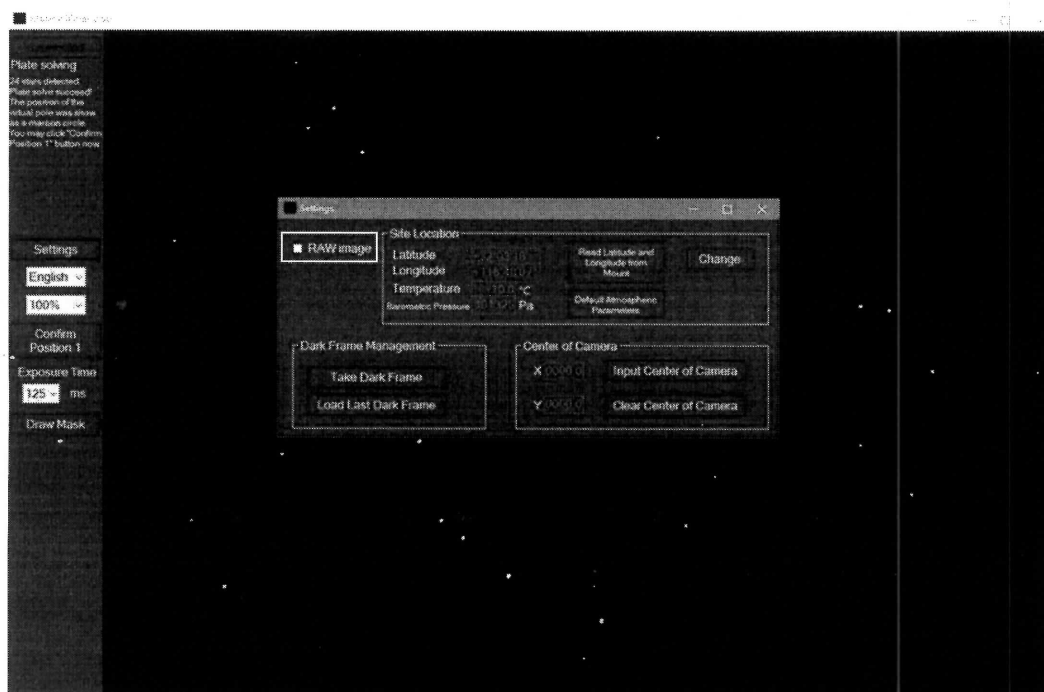 Plate solving
24 stars detected.
Plate solve succeed!
The position of the
virtual pole was show
as a maroon circle.
You may click "Confirm
Position 1" button now
Settings
English
100%
Confirm
Position 1
Exposure Time
125 ms
Draw Mask
Settings
RAW image
Site Location
Latitude
Longitude
Temperature °C
Barometric Pressure Pa
Read Latitude and
Longitude from
Mount
Default Atmospheric
Parameters
Change
Dark Frame Management
Take Dark Frame
Load Last Dark Frame
Center of Camera
X 0000.0
Input Center of Camera
Y 0000.0
Clear Center of Camera